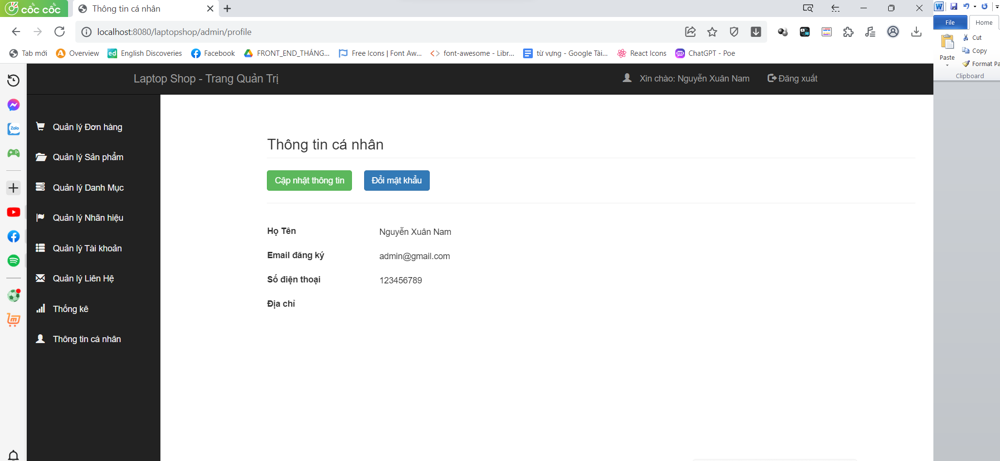 cốc cốc
Thông tin cá nhân
localhost:8080/laptopshop/admin/profile
Tab mới
Overview
ed
English Discoveries
Facebook
FRONT_END_THÁNG...
Free Icons | Font Aw...
font-awesome - Libr...
từ vựng - Google Tài...
React Icons
ChatGPT - Poe
W
File
Home
Cut
Copy
Paste
Format Pa
Clipboard
Laptop Shop - Trang Quản Trị
Xin chào: Nguyễn Xuân Nam
Đăng xuất
Zalo
Quản lý Đơn hàng
Quản lý Sản phẩm
Quản lý Danh Mục
Quản lý Nhãn hiệu
Quản lý Tài khoản
Quản lý Liên Hệ
Thống kê
Thông tin cá nhân
Thông tin cá nhân
Cập nhật thông tin
Đổi mật khẩu
Họ Tên
Nguyễn Xuân Nam
Email đăng ký
admin@gmail.com
Số điện thoại
123456789
Địa chỉ